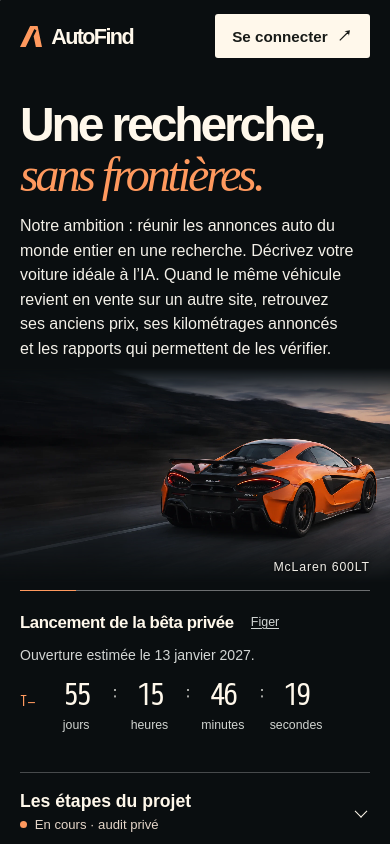 AutoFind
Se connecter ↗
Une recherche,
sans frontières.
Notre ambition : réunir les annonces auto du
monde entier en une recherche. Décrivez votre
voiture idéale à l’IA. Quand le même véhicule
revient en vente sur un autre site, retrouvez
ses anciens prix, ses kilométrages annoncés
et les rapports qui permettent de les vérifier.
McLaren 600LT
Lancement de la bêta privée Figer
Ouverture estimée le 13 janvier 2027.
T− 55 : 15 : 46 : 19
jours heures minutes secondes
Les étapes du projet
En cours · audit privé